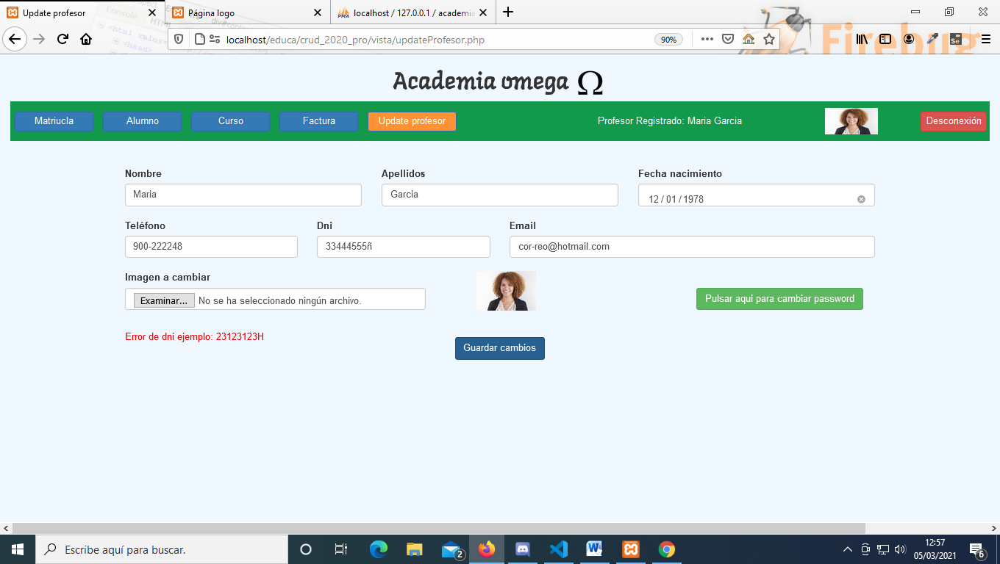 Update profesor
Página logo
localhost / 127.0.0.1 / academia
localhost/educa/crud_2020_pro/vista/updateProfesor.php
90%
Firebug
Academia omega Ω
Matriucla
Alumno
Curso
Factura
Update profesor
Profesor Registrado: Maria Garcia
Desconexión
Nombre
Apellidos
Fecha nacimiento
Maria
Garcia
12 / 01 / 1978
Teléfono
Dni
Email
900-222248
33444555ñ
cor-reo@hotmail.com
Imagen a cambiar
Examinar... No se ha seleccionado ningún archivo.
Pulsar aqui para cambiar password
Error de dni ejemplo: 23123123H
Guardar cambios
Escribe aquí para buscar.
2
12:57
05/03/2021
6